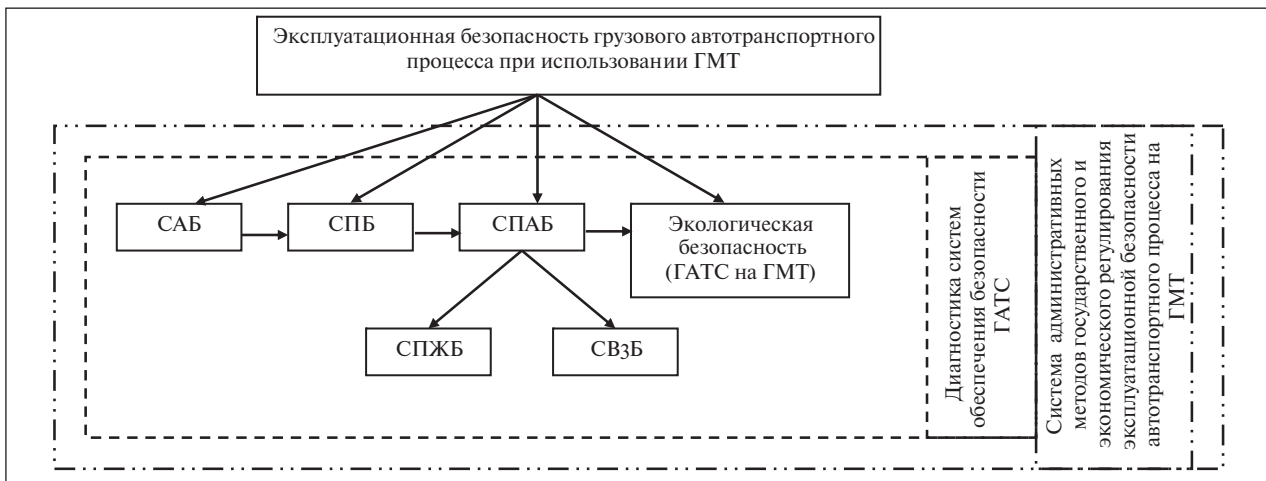 Эксплуатационная безопасность грузового автотранспортного
процесса при использовании ГМТ
САБ
СПБ
СПАБ
Экологическая
безопасность
(ГАТС на ГМТ)
СПЖБ
СВзБ
Диагностика систем
обеспечения безопасности
ГАТС
Система административных
методов государственного и
экономического регулирования
эксплуатационной безопасности
автотранспортного процесса на
ГМТ